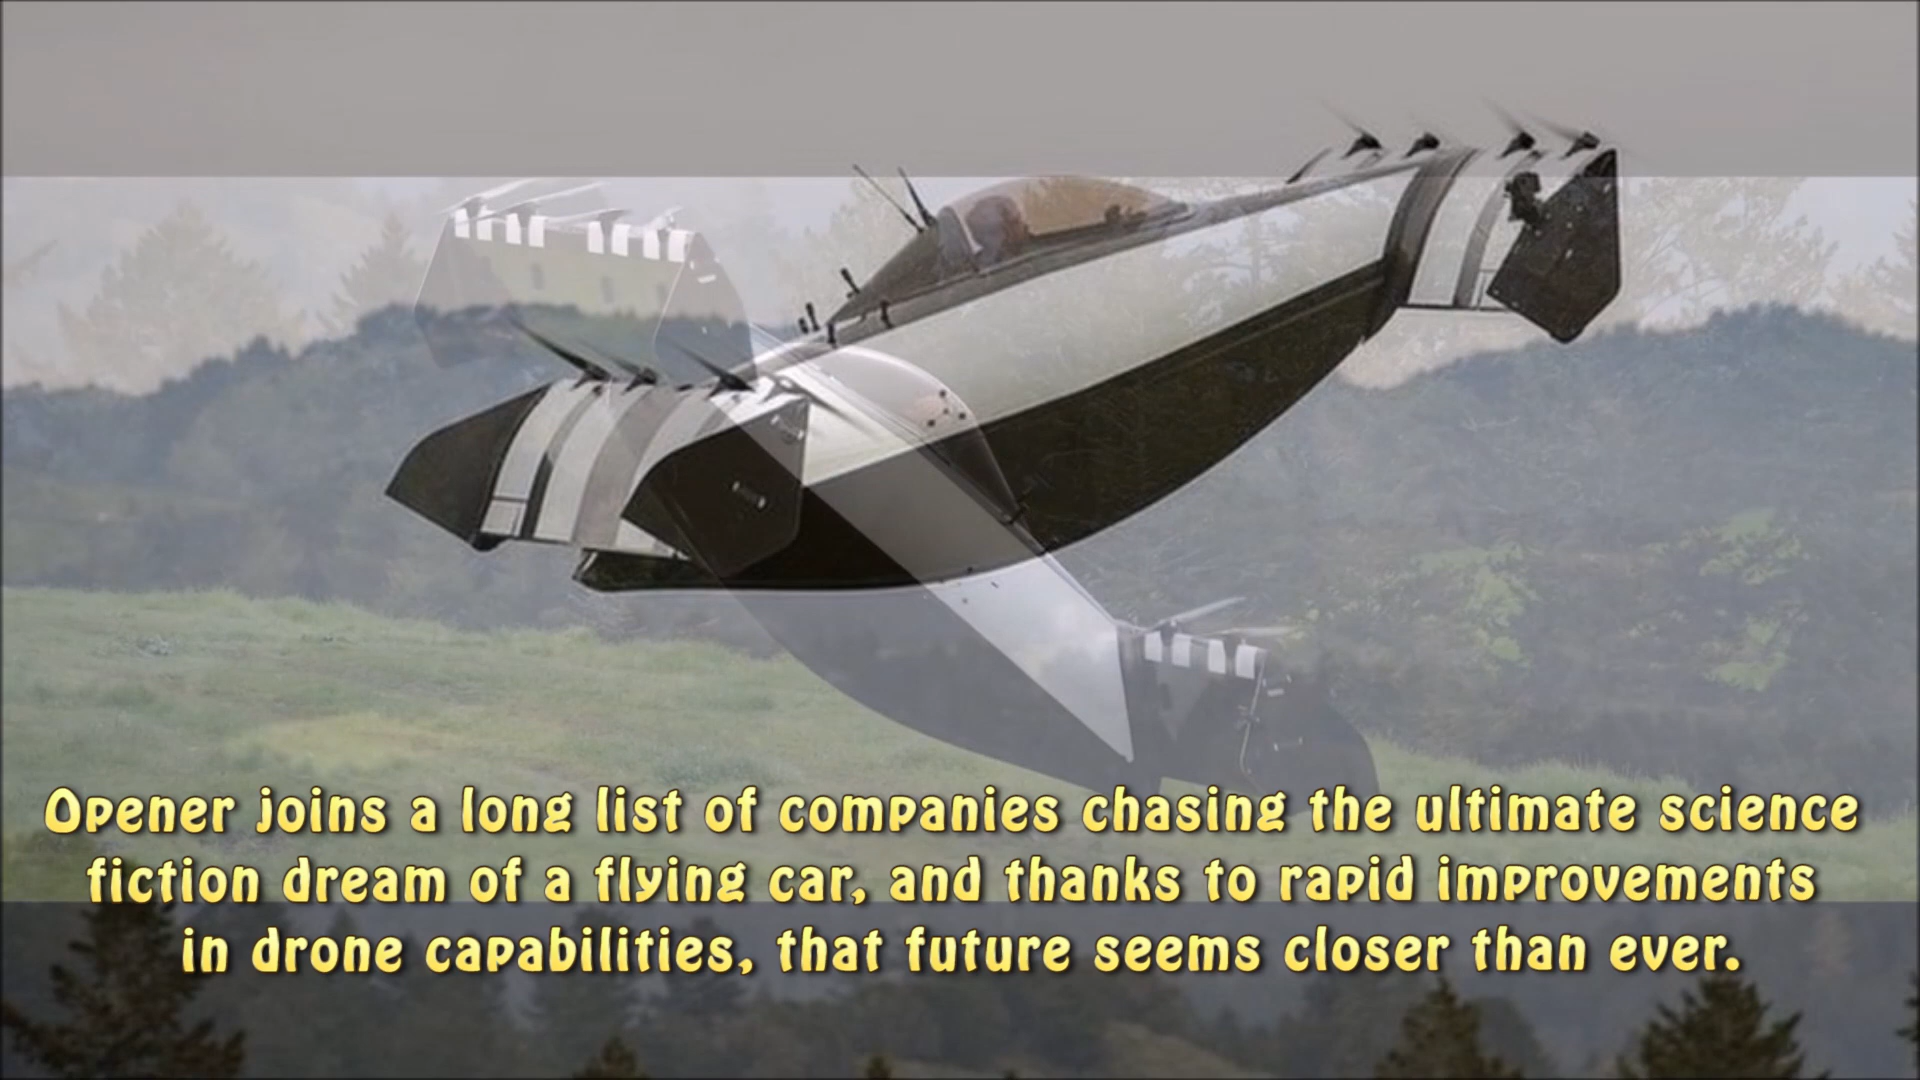 Opener joins a long list of companies chasing the ultimate science
fiction dream of a flying car, and thanks to rapid improvements
in drone capabilities, that future seems closer than ever.